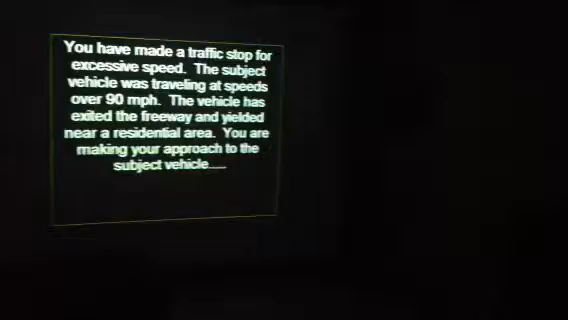 You have made a traffic stop for
excessive speed. The subject
vehicle was traveling at speeds
over 90 mph. The vehicle has
exited the freeway and yielded
near a residential area. You are
making your approach to the
subject vehicle.....